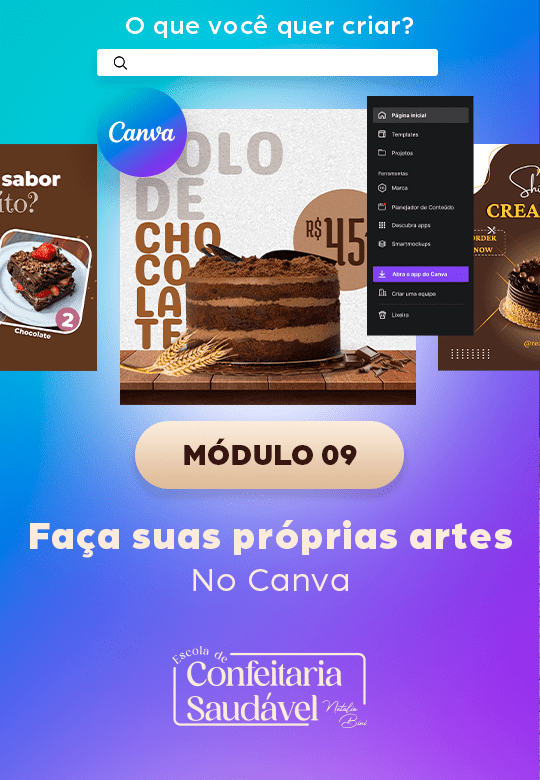 O que você quer criar?
Canva
sabor
ito?
Chocolate
2
BOLO
DE
CHO
CO
LA
TE
R$45
Página inicial
Templates
Projetos
Ferramentas
Marca
Planejador de Conteúdo
Descubra apps
Smartmockups
Abra o app do Canva
Criar uma equipe
Lixeira
CREA
ORDER
NOW
MÓDULO 09
Faça suas próprias artes
No Canva
Escola de
Confeitaria
Saudável
Natalia
Bini